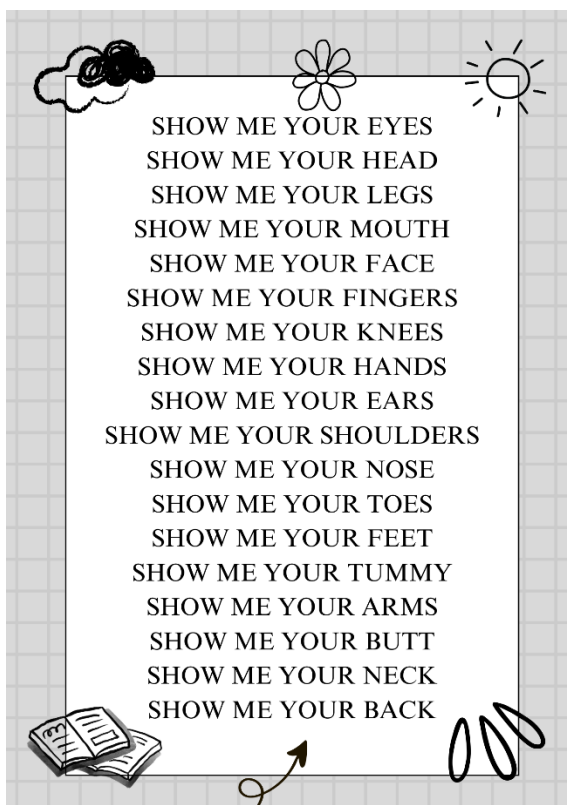 SHOW ME YOUR EYES
SHOW ME YOUR HEAD
SHOW ME YOUR LEGS
SHOW ME YOUR MOUTH
SHOW ME YOUR FACE
SHOW ME YOUR FINGERS
SHOW ME YOUR KNEES
SHOW ME YOUR HANDS
SHOW ME YOUR EARS
SHOW ME YOUR SHOULDERS
SHOW ME YOUR NOSE
SHOW ME YOUR TOES
SHOW ME YOUR FEET
SHOW ME YOUR TUMMY
SHOW ME YOUR ARMS
SHOW ME YOUR BUTT
SHOW ME YOUR NECK
SHOW ME YOUR BACK